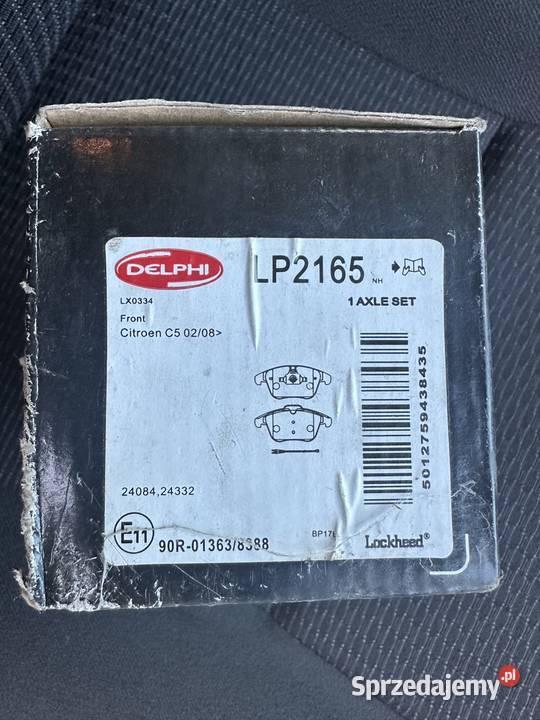 DELPHI
LP2165
NH
LX0334
1 AXLE SET
Front
Citroen C5 02/08>
5012759438435
24084,24332
E11
90R-01363/8388
Lockheed®
Sprzedajemy.pl